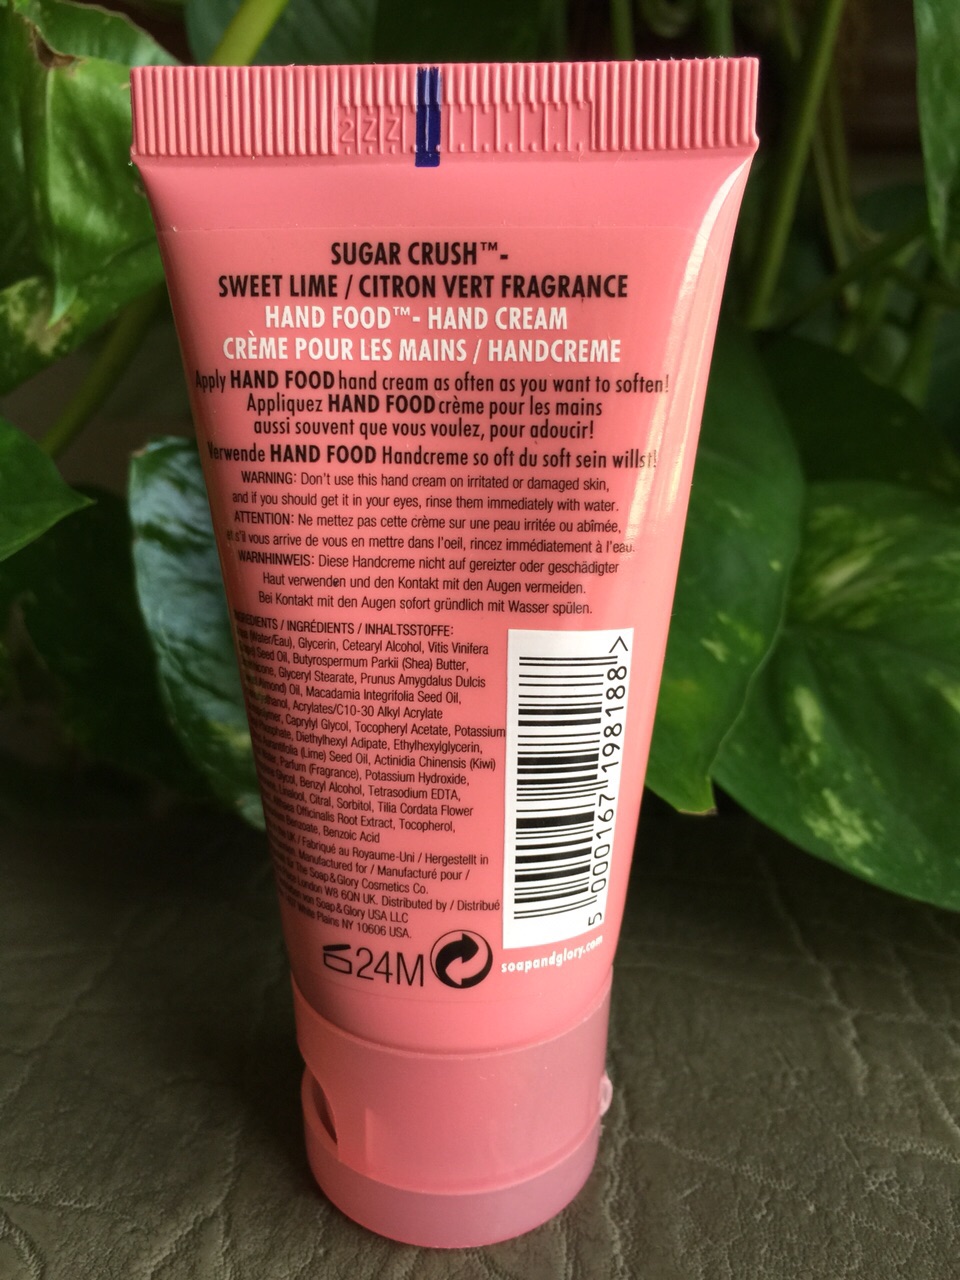 2ZZ
SUGAR CRUSH™-
SWEET LIME / CITRON VERT FRAGRANCE
HAND FOOD™- HAND CREAM
CRÈME POUR LES MAINS / HANDCREME
Apply HAND FOOD hand cream as often as you want to soften!
Appliquez HAND FOOD crème pour les mains
aussi souvent que vous voulez, pour adoucir!
Verwende HAND FOOD Handcreme so oft du soft sein willst!
WARNING: Don't use this hand cream on irritated or damaged skin,
and if you should get it in your eyes, rinse them immediately with water.
ATTENTION: Ne mettez pas cette crème sur une peau irritée ou abîmée,
et s'il vous arrive de vous en mettre dans l'oeil, rincez immédiatement à l'eau.
WARNHINWEIS: Diese Handcreme nicht auf gereizter oder geschädigter
Haut verwenden und den Kontakt mit den Augen vermeiden.
Bei Kontakt mit den Augen sofort gründlich mit Wasser spülen.
/ INGRÉDIENTS / INHALTSSTOFFE:
(Water/Eau), Glycerin, Cetearyl Alcohol, Vitis Vinifera
Seed Oil, Butyrospermum Parkii (Shea) Butter,
Glyceryl Stearate, Prunus Amygdalus Dulcis
Oil, Macadamia Integrifolia Seed Oil,
Acrylates/C10-30 Alkyl Acrylate
Caprylyl Glycol, Tocopheryl Acetate, Potassium
Diethylhexyl Adipate, Ethylhexylglycerin,
(Lime) Seed Oil, Actinidia Chinensis (Kiwi)
Parfum (Fragrance), Potassium Hydroxide,
Glycol, Benzyl Alcohol, Tetrasodium EDTA,
Linalool, Citral, Sorbitol, Tilia Cordata Flower
Officinalis Root Extract, Tocopherol,
Benzoic Acid
UK / Fabriqué au Royaume-Uni / Hergestellt in
Manufactured for / Manufacturé pour /
The Soap & Glory Cosmetics Co.
London W8 6QN UK. Distributed by / Distribué
von Soap & Glory USA LLC
White Plains NY 10606 USA.
24M
soapandglory.com
5 000167 198188 >